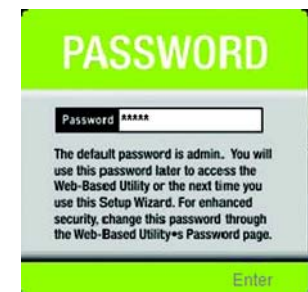 PASSWORD
Password *****
The default password is admin. You will
use this password later to access the
Web-Based Utility or the next time you
use this Setup Wizard. For enhanced
security, change this password through
the Web-Based Utility•s Password page.
Enter